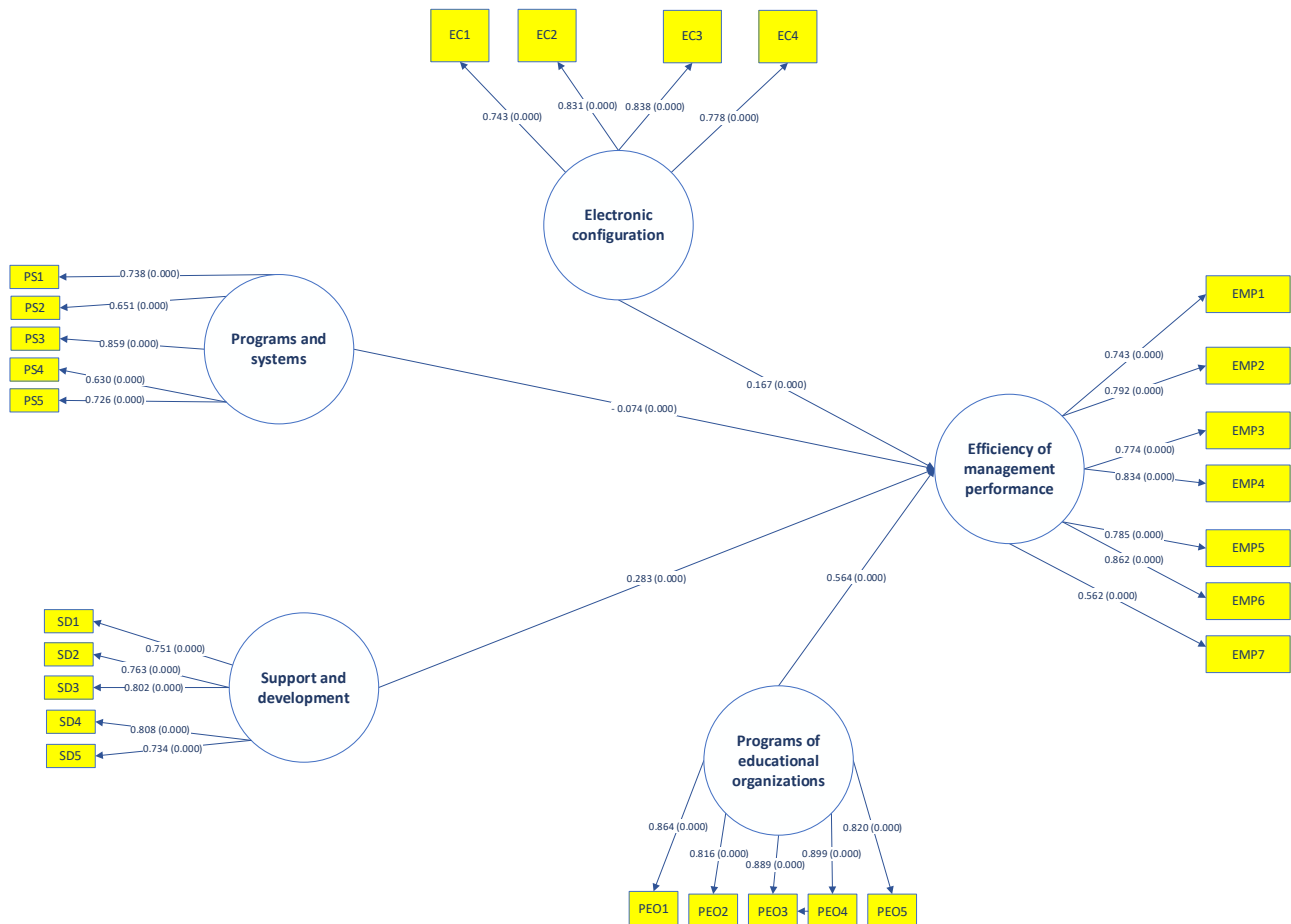 EC1
EC2
EC3
EC4
0.743 (0.000)
0.831 (0.000)
0.838 (0.000)
0.778 (0.000)
Electronic
configuration
PS1
PS2
PS3
PS4
PS5
0.738 (0.000)
0.651 (0.000)
0.859 (0.000)
0.630 (0.000)
0.726 (0.000)
Programs and
systems
0.167 (0.000)
- 0.074 (0.000)
Efficiency of
management
performance
0.743 (0.000)
0.792 (0.000)
0.774 (0.000)
0.834 (0.000)
0.785 (0.000)
0.862 (0.000)
0.562 (0.000)
EMP1
EMP2
EMP3
EMP4
EMP5
EMP6
EMP7
0.283 (0.000)
0.564 (0.000)
SD1
SD2
SD3
SD4
SD5
0.751 (0.000)
0.763 (0.000)
0.802 (0.000)
0.808 (0.000)
0.734 (0.000)
Support and
development
Programs of
educational
organizations
0.864 (0.000)
0.816 (0.000)
0.889 (0.000)
0.899 (0.000)
0.820 (0.000)
PEO1
PEO2
PEO3
PEO4
PEO5